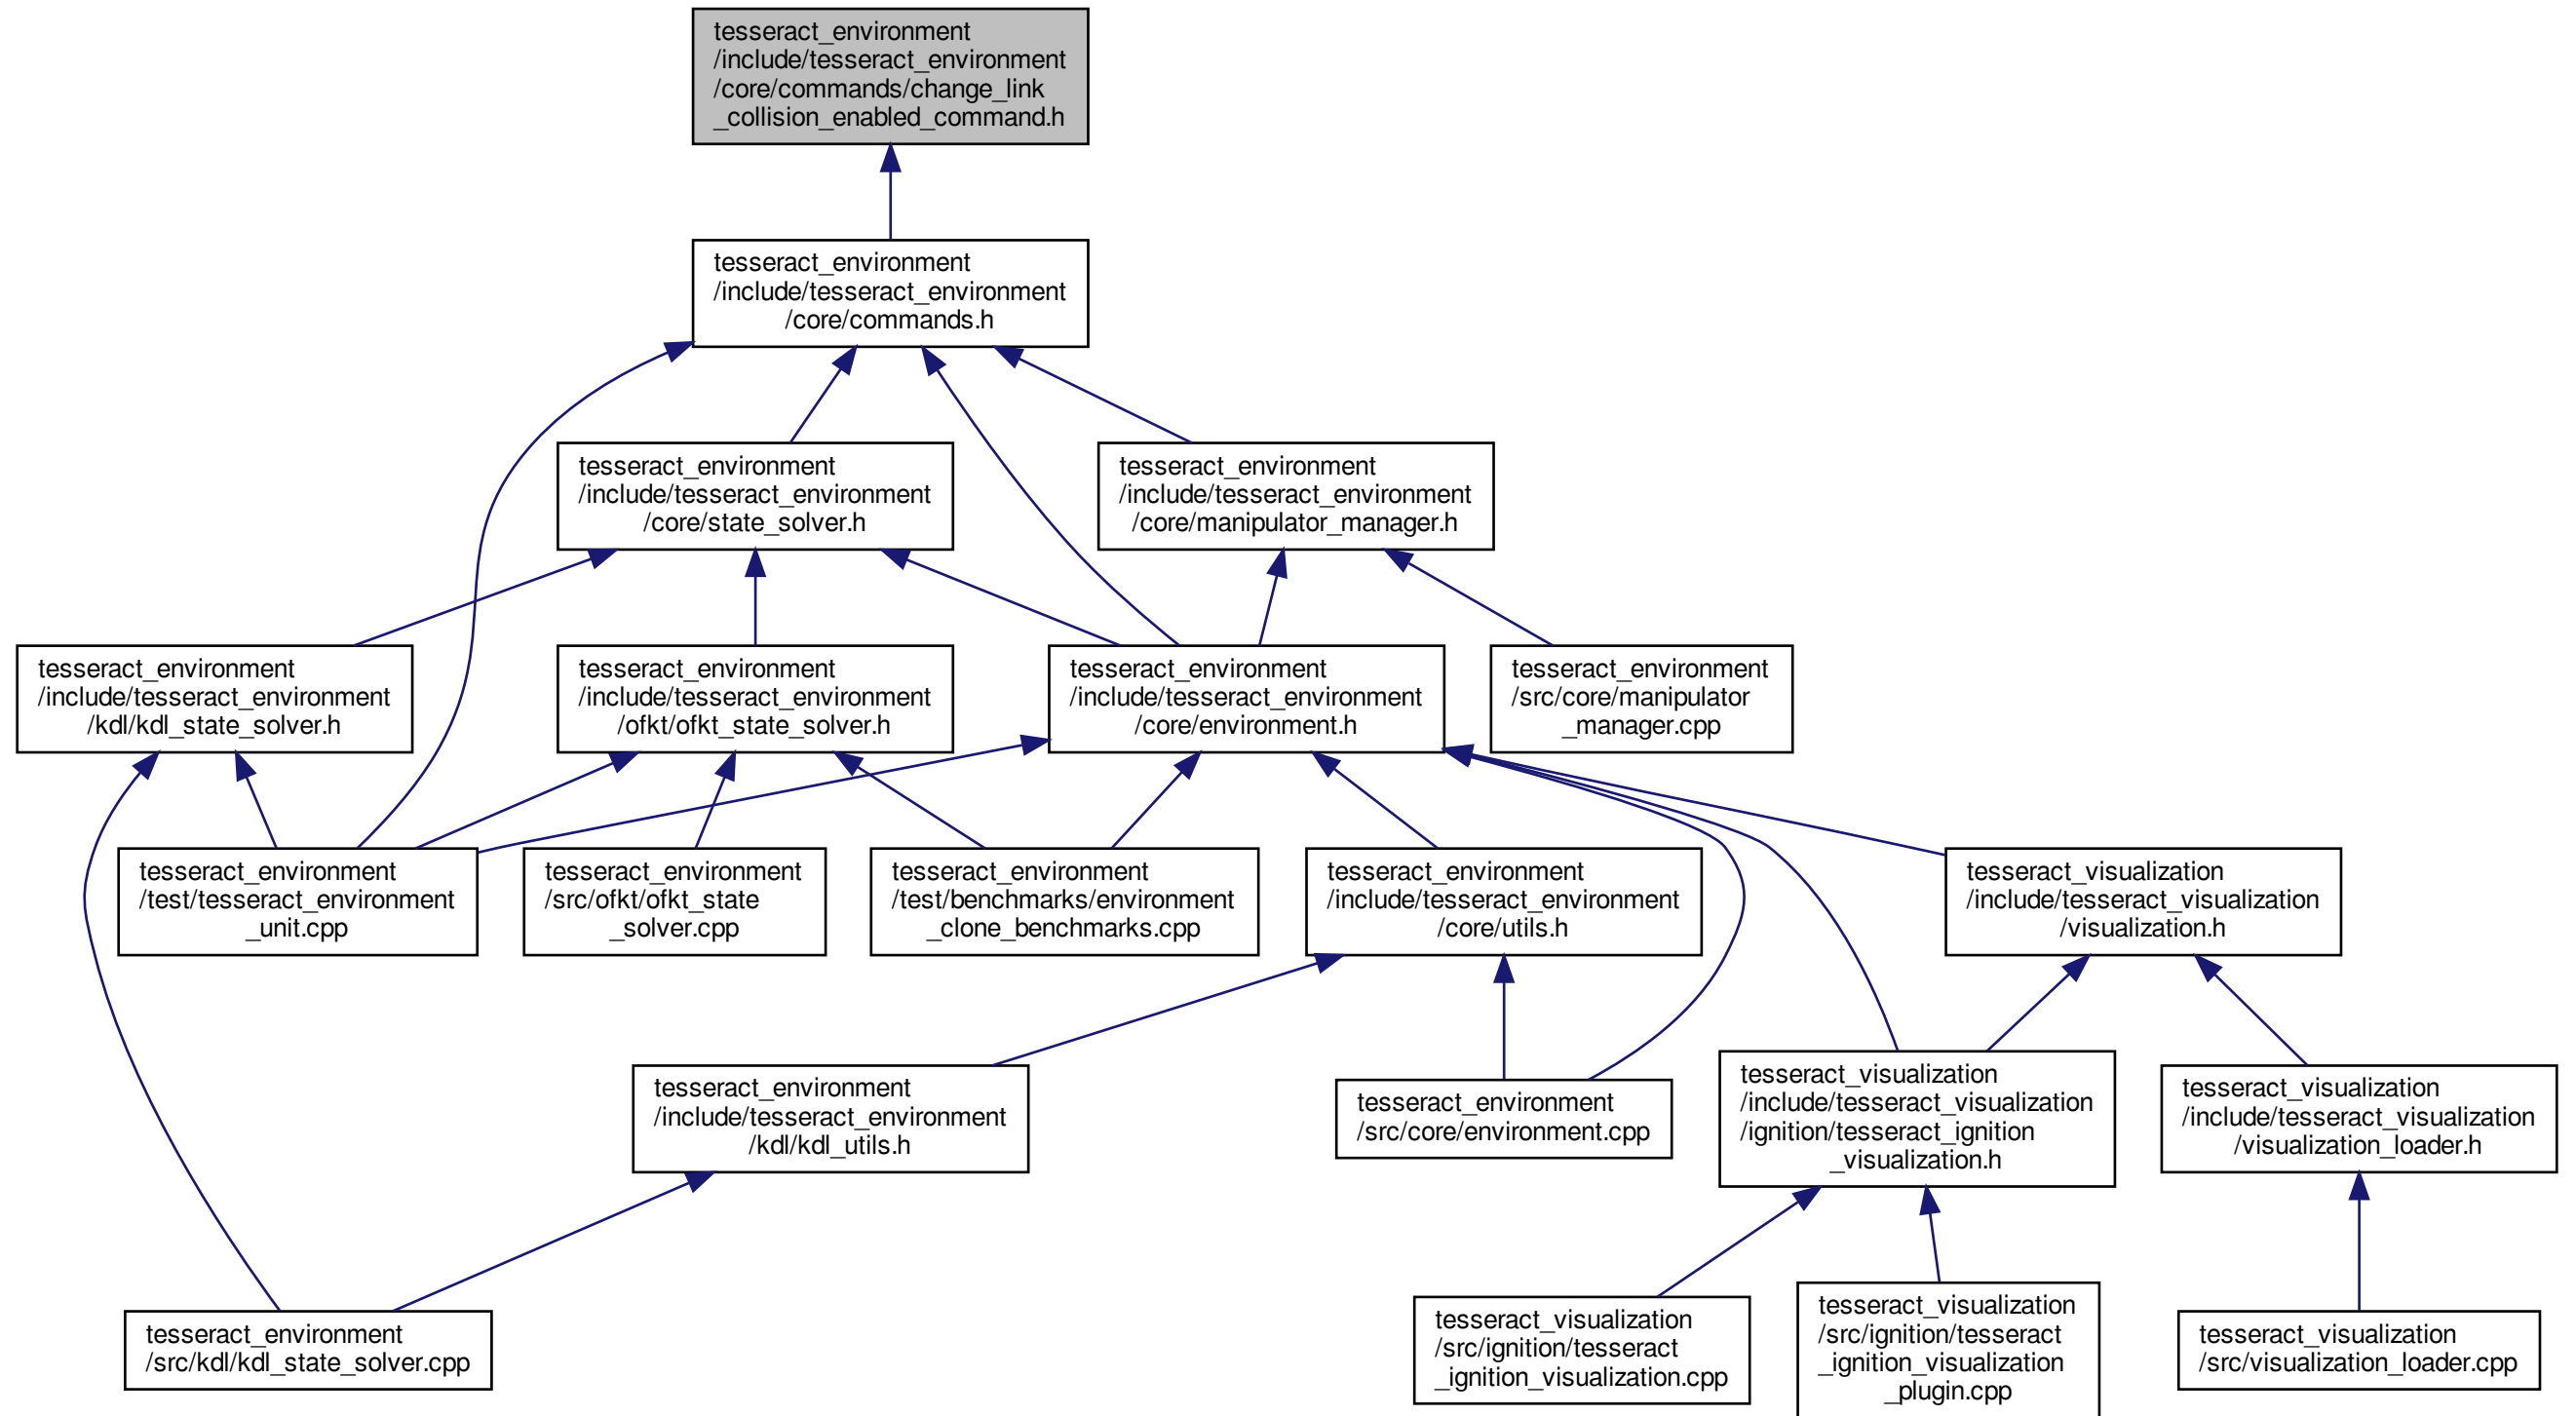 tesseract_environment
/include/tesseract_environment
/core/commands/change_link
_collision_enabled_command.h
tesseract_environment
/include/tesseract_environment
/core/commands.h
tesseract_environment
/include/tesseract_environment
/core/state_solver.h
tesseract_environment
/include/tesseract_environment
/core/manipulator_manager.h
tesseract_environment
/include/tesseract_environment
/kdl/kdl_state_solver.h
tesseract_environment
/include/tesseract_environment
/ofkt/ofkt_state_solver.h
tesseract_environment
/include/tesseract_environment
/core/environment.h
tesseract_environment
/src/core/manipulator
_manager.cpp
tesseract_environment
/test/tesseract_environment
_unit.cpp
tesseract_environment
/src/ofkt/ofkt_state
_solver.cpp
tesseract_environment
/test/benchmarks/environment
_clone_benchmarks.cpp
tesseract_environment
/include/tesseract_environment
/core/utils.h
tesseract_visualization
/include/tesseract_visualization
/visualization.h
tesseract_environment
/include/tesseract_environment
/kdl/kdl_utils.h
tesseract_environment
/src/core/environment.cpp
tesseract_visualization
/include/tesseract_visualization
/ignition/tesseract_ignition
_visualization.h
tesseract_visualization
/include/tesseract_visualization
/visualization_loader.h
tesseract_environment
/src/kdl/kdl_state_solver.cpp
tesseract_visualization
/src/ignition/tesseract
_ignition_visualization.cpp
tesseract_visualization
/src/ignition/tesseract
_ignition_visualization
_plugin.cpp
tesseract_visualization
/src/visualization_loader.cpp